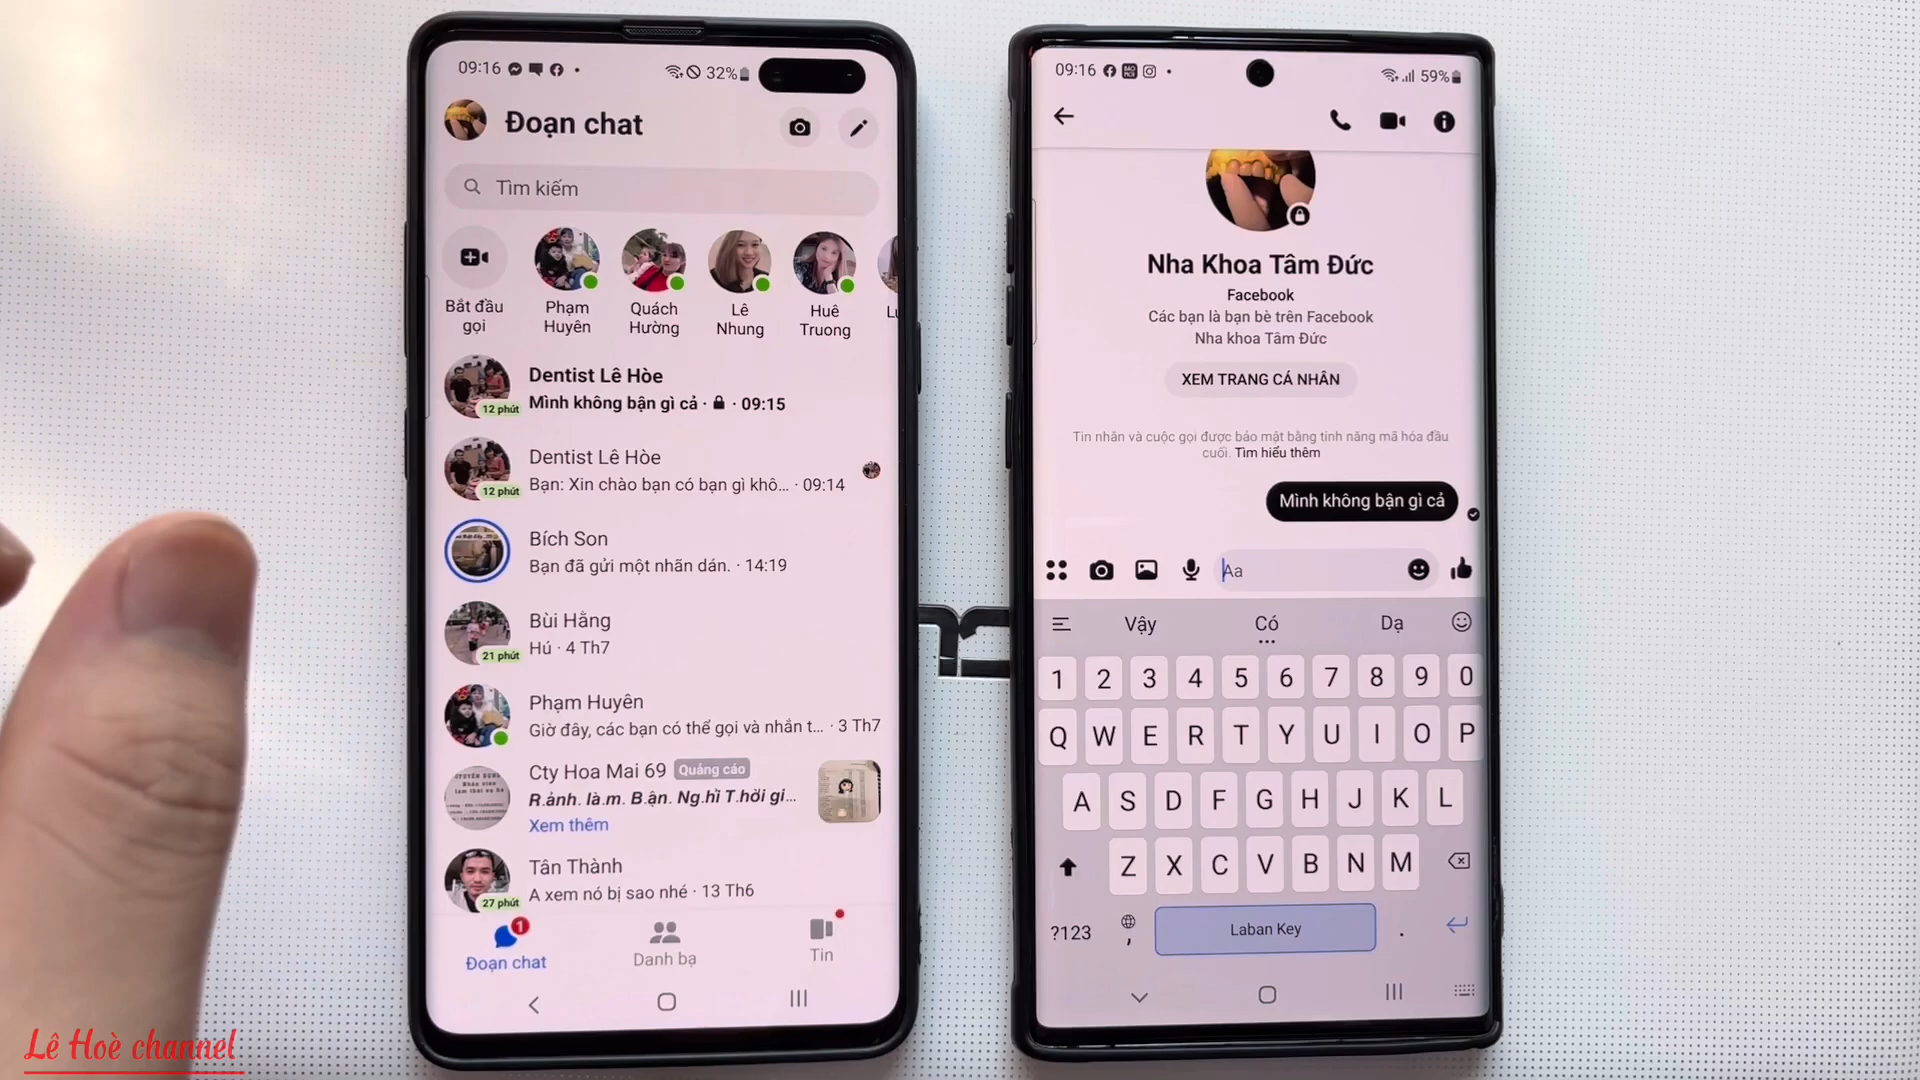 09:16
32%
Đoạn chat
Tìm kiếm
Bắt đầu gọi
Phạm Huyên
Quách Hường
Lê Nhung
Huê Truong
Dentist Lê Hòe
Mình không bận gì cả · 09:15
12 phút
Dentist Lê Hòe
Bạn: Xin chào bạn có bạn gì khô... · 09:14
12 phút
Bích Son
Bạn đã gửi một nhãn dán. · 14:19
Bùi Hằng
Hú · 4 Th7
21 phút
Phạm Huyên
Giờ đây, các bạn có thể gọi và nhắn t... · 3 Th7
Cty Hoa Mai 69 Quảng cáo
R.ảnh. là.m. B.ận. Ng.hỉ T.hời gi...
Xem thêm
Tân Thành
A xem nó bị sao nhé · 13 Th6
27 phút
1
Đoạn chat
Danh bạ
Tin
09:16
59%
Nha Khoa Tâm Đức
Facebook
Các bạn là bạn bè trên Facebook
Nha khoa Tâm Đức
XEM TRANG CÁ NHÂN
Tin nhắn và cuộc gọi được bảo mật bằng tính năng mã hóa đầu
cuối. Tìm hiểu thêm
Mình không bận gì cả
Aa
Vậy Có Dạ
1 2 3 4 5 6 7 8 9 0
Q W E R T Y U I O P
A S D F G H J K L
Z X C V B N M
?123 , Laban Key .
Lê Hoè channel